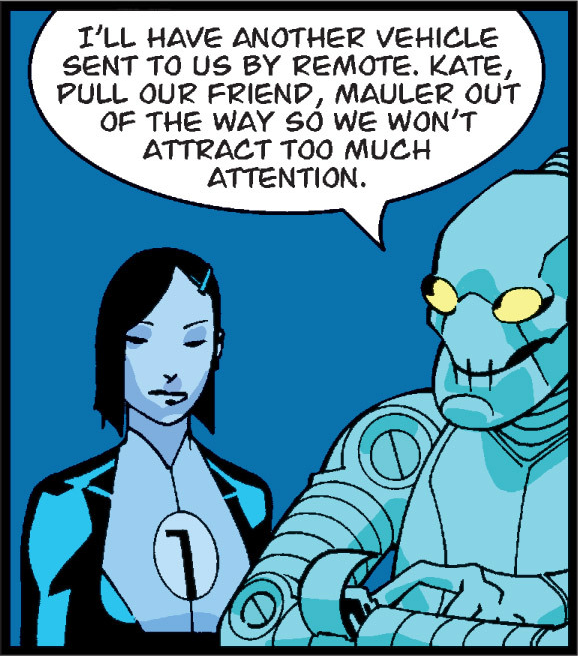 I'LL HAVE ANOTHER VEHICLE
SENT TO US BY REMOTE. KATE,
PULL OUR FRIEND, MAULER OUT
OF THE WAY SO WE WON'T
ATTRACT TOO MUCH
ATTENTION.
1